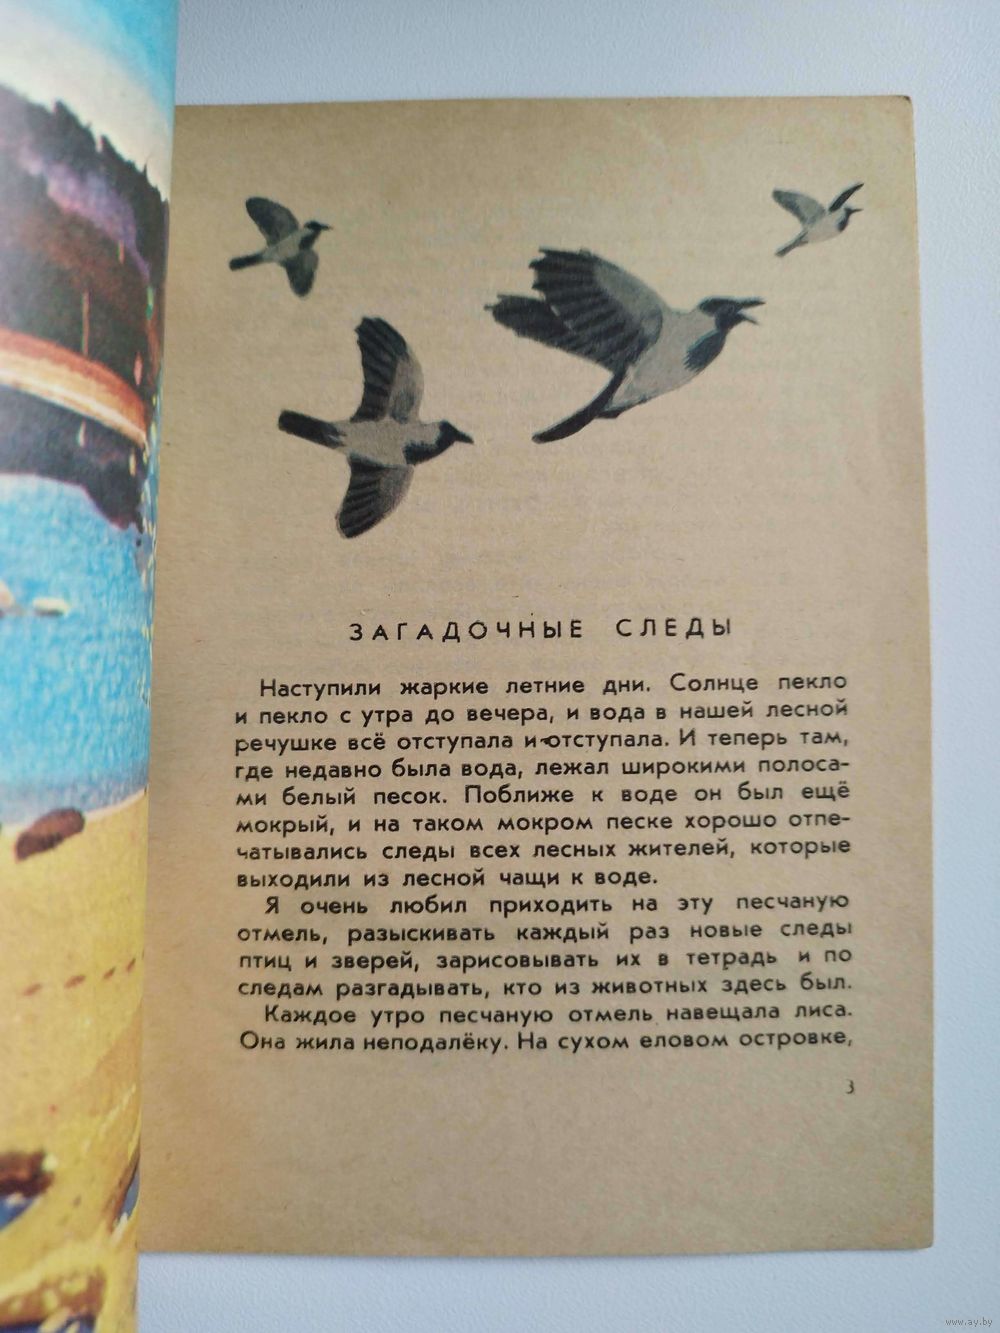 ЗАГАДОЧНЫЕ СЛЕДЫ
Наступили жаркие летние дни. Солнце пекло
и пекло с утра до вечера, и вода в нашей лесной
речушке всё отступала и отступала. И теперь там,
где недавно была вода, лежал широкими полоса-
ми белый песок. Поближе к воде он был ещё
мокрый, и на таком мокром песке хорошо отпе-
чатывались следы всех лесных жителей, которые
выходили из лесной чащи к воде.
Я очень любил приходить на эту песчаную
отмель, разыскивать каждый раз новые следы
птиц и зверей, зарисовывать их в тетрадь и по
следам разгадывать, кто из животных здесь был.
Каждое утро песчаную отмель навещала лиса.
Она жила неподалёку. На сухом еловом островке,
3
www.ay.by